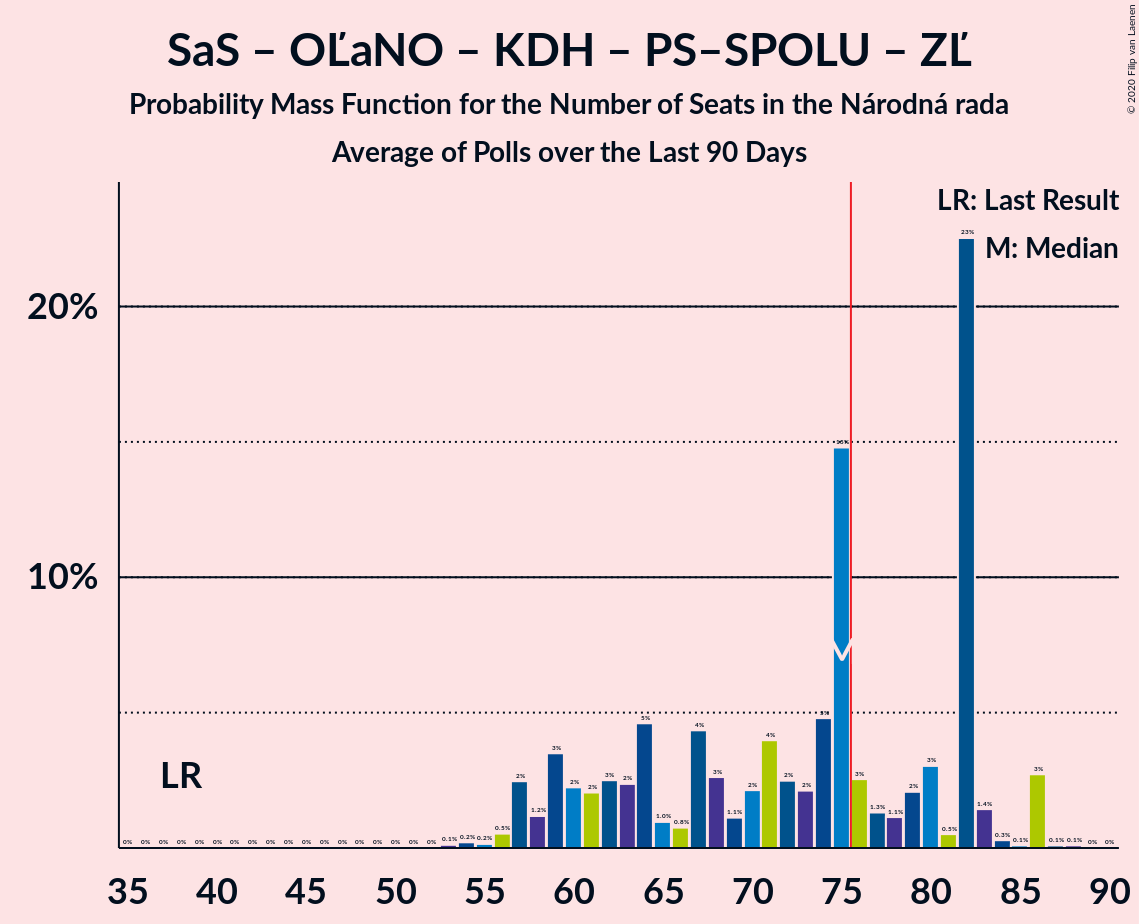 SaS – OĽaNO – KDH – PS–SPOLU – ZĽ
Probability Mass Function for the Number of Seats in the Národná rada
Average of Polls over the Last 90 Days
© 2020 Filip van Laenen
LR: Last Result
M: Median
20%
10%
LR
0% 0% 0% 0% 0% 0% 0% 0% 0% 0% 0% 0% 0% 0% 0% 0% 0% 0% 0.1% 0.2% 0.2% 0.5% 2% 1.2% 3% 2% 2% 3% 2% 5% 1.0% 0.8% 4% 3% 1.1% 2% 4% 2% 2% 5% 15% 3% 1.3% 1.1% 2% 3% 0.5% 23% 1.4% 0.3% 0.1% 3% 0.1% 0.1% 0% 0%
35 40 45 50 55 60 65 70 75 80 85 90